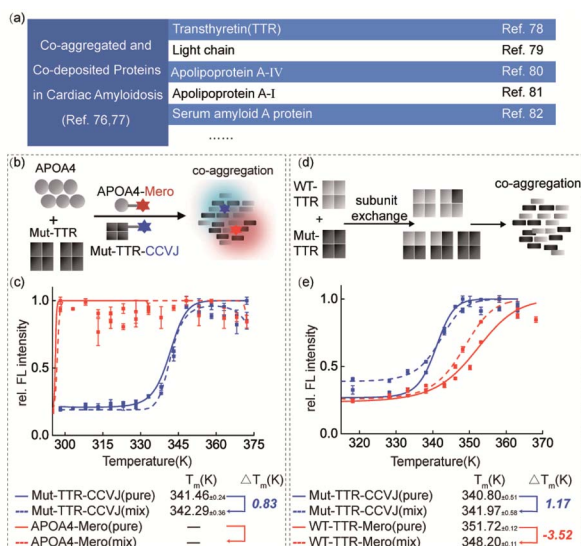 (a)
Co-aggregated and
Co-deposited Proteins
in Cardiac Amyloidosis
(Ref. 76,77)
Transthyretin(TTR) Ref. 78
Light chain Ref. 79
Apolipoprotein A-IV Ref. 80
Apolipoprotein A-I Ref. 81
Serum amyloid A protein Ref. 82
......
(b)
APOA4
+
Mut-TTR
APOA4-Mero
Mut-TTR-CCVJ
co-aggregation
(d)
WT-
TTR
+
Mut-
TTR
subunit
exchange
co-aggregation
(c)
rel. FL intensity
1.0
0.5
0.0
300 315 330 345 360 375
Temperature(K)
Tm(K) △Tm(K)
Mut-TTR-CCVJ(pure) 341.46±0.24
0.83
Mut-TTR-CCVJ(mix) 342.29±0.36
APOA4-Mero(pure) —
APOA4-Mero(mix) —
(e)
rel. FL intensity
1.0
0.5
0.0
320 330 340 350 360 370
Temperature(K)
Tm(K) △Tm(K)
Mut-TTR-CCVJ(pure) 340.80±0.51
1.17
Mut-TTR-CCVJ(mix) 341.97±0.58
WT-TTR-Mero(pure) 351.72±0.12
-3.52
WT-TTR-Mero(mix) 348.20±0.11